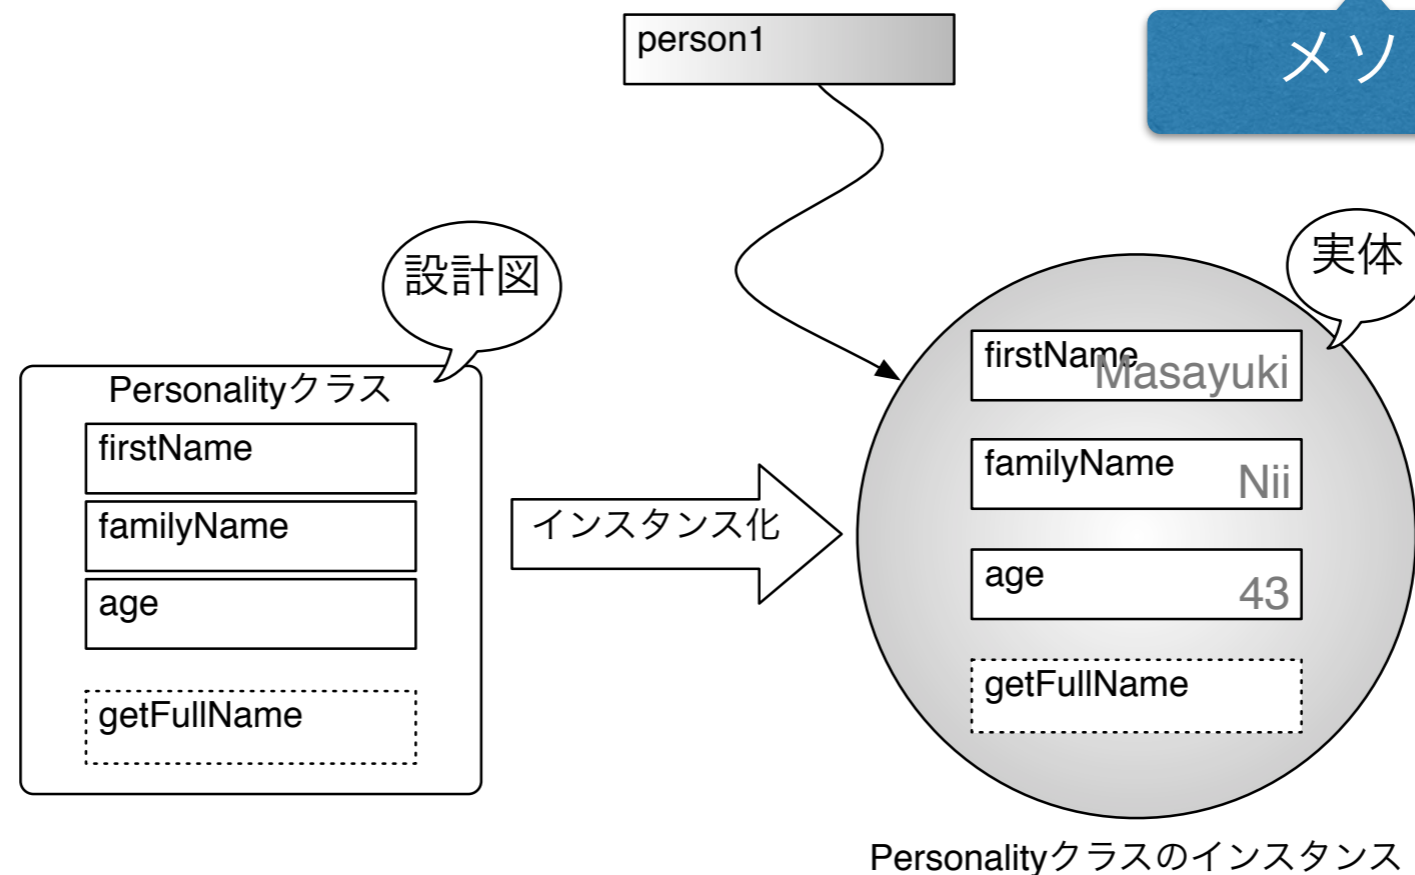 person1
メソ
設計図
実体
Personalityクラス
firstName
familyName
age
getFullName
インスタンス化
firstName
Masayuki
familyName
Nii
age
43
getFullName
Personalityクラスのインスタンス